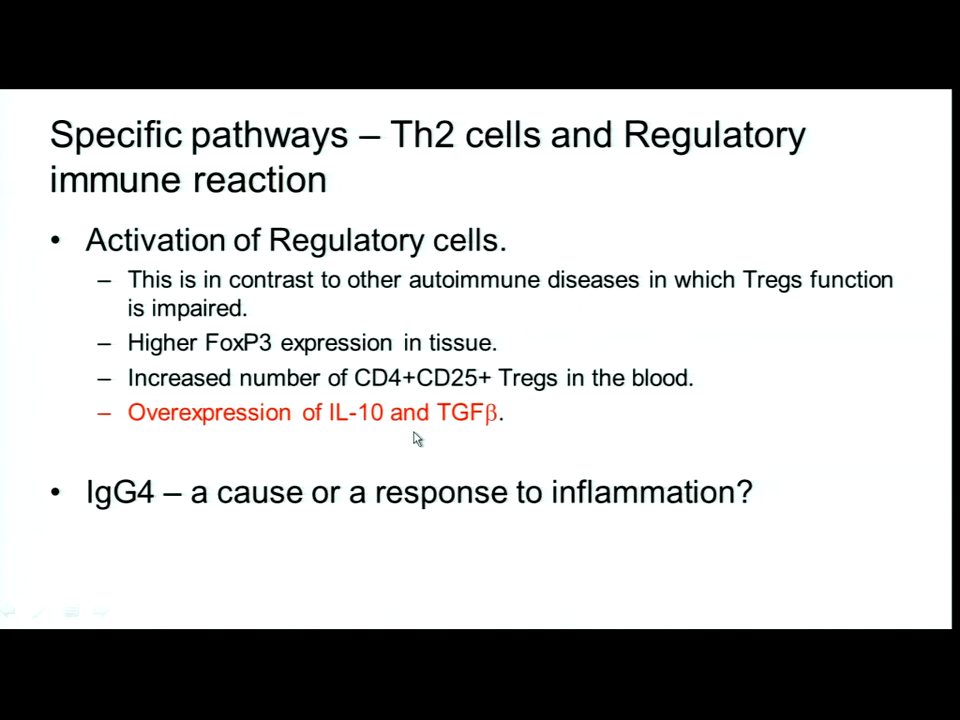 Specific pathways – Th2 cells and Regulatory
immune reaction
• Activation of Regulatory cells.
– This is in contrast to other autoimmune diseases in which Tregs function
is impaired.
– Higher FoxP3 expression in tissue.
– Increased number of CD4+CD25+ Tregs in the blood.
– Overexpression of IL-10 and TGFβ.
• IgG4 – a cause or a response to inflammation?